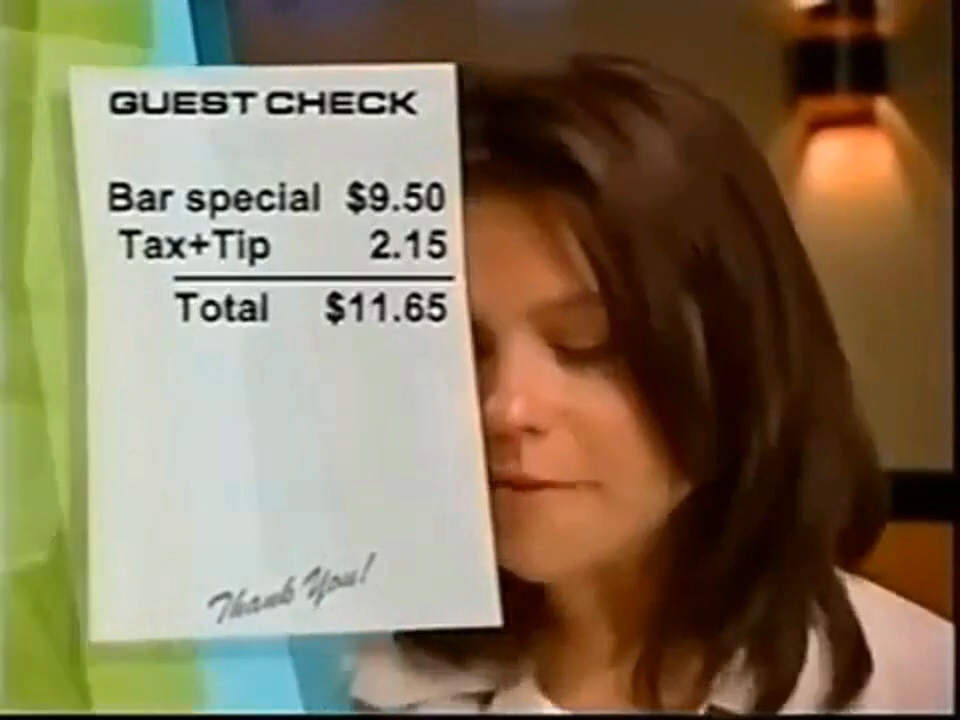 GUEST CHECK
Bar special $9.50
Tax+Tip 2.15
Total $11.65
Thank You!